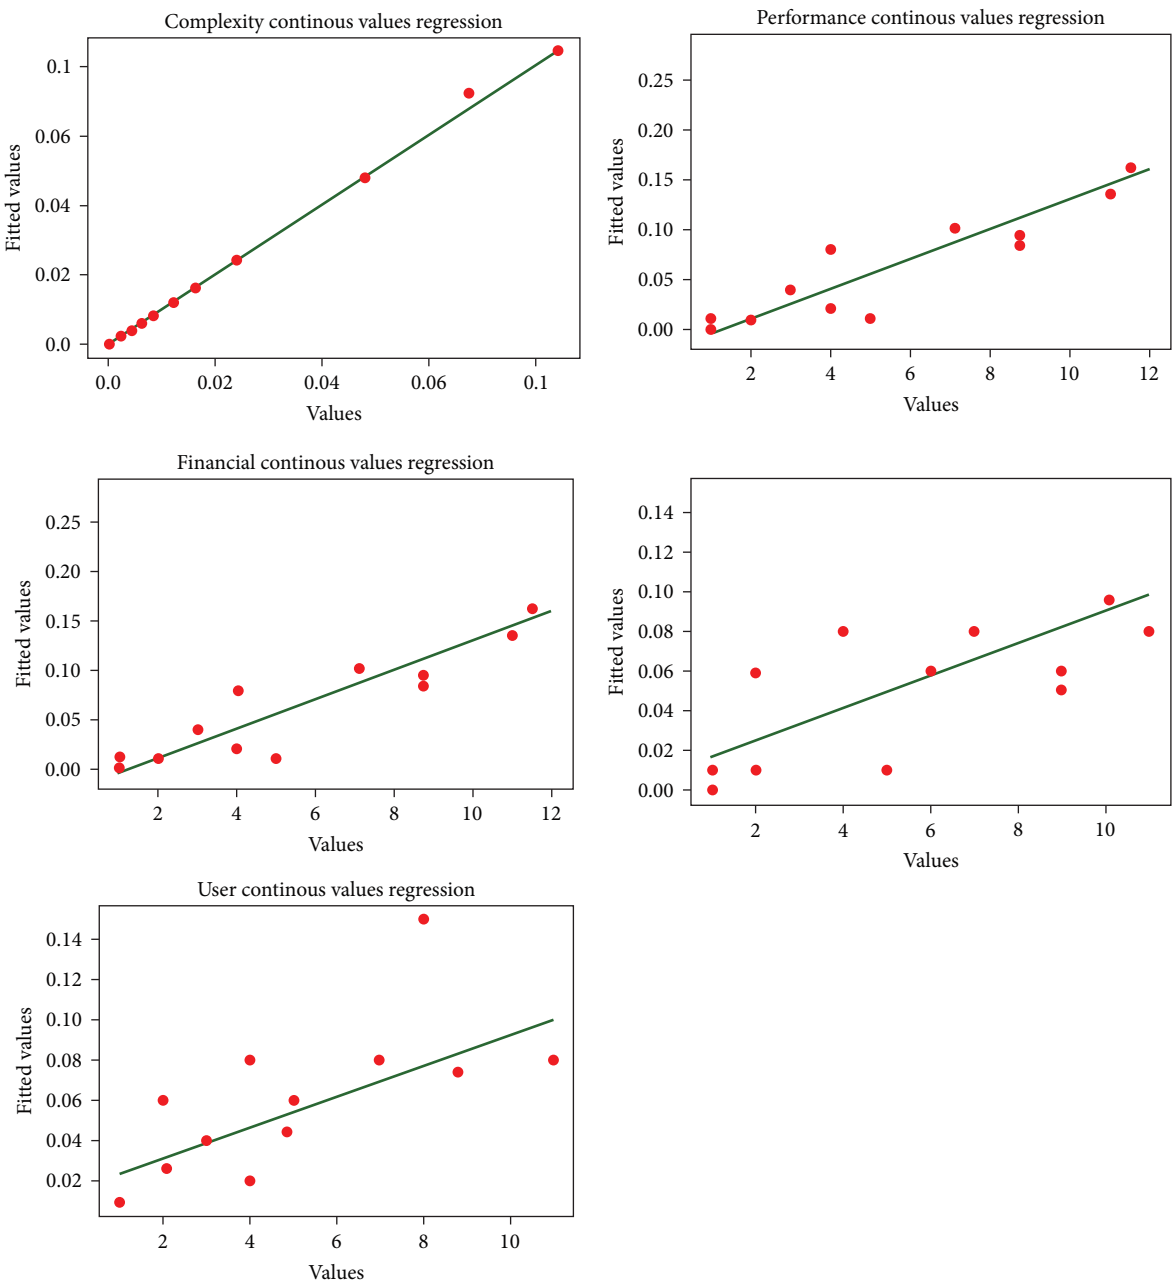 Complexity continous values regression
Fitted values
0.1
0.06
0.04
0.02
0.0
0.0 0.02 0.04 0.06 0.1
Values
Performance continous values regression
Fitted values
0.25
0.20
0.15
0.10
0.05
0.00
2 4 6 8 10 12
Values
Financial continous values regression
Fitted values
0.25
0.20
0.15
0.10
0.05
0.00
2 4 6 8 10 12
Values
Fitted values
0.14
0.12
0.10
0.08
0.06
0.04
0.02
0.00
2 4 6 8 10
Values
User continous values regression
Fitted values
0.14
0.12
0.10
0.08
0.06
0.04
0.02
2 4 6 8 10
Values